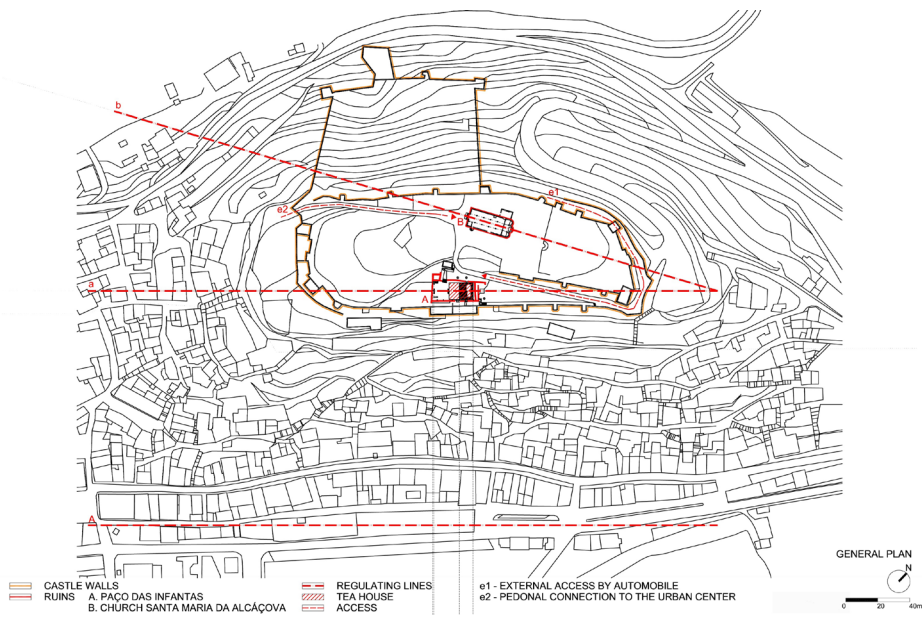 b
e1
e2
B
a
A
A
GENERAL PLAN
N
0 20 40m
CASTLE WALLS
RUINS A. PAÇO DAS INFANTAS
B. CHURCH SANTA MARIA DA ALCÁÇOVA
REGULATING LINES
TEA HOUSE
ACCESS
e1 - EXTERNAL ACCESS BY AUTOMOBILE
e2 - PEDONAL CONNECTION TO THE URBAN CENTER